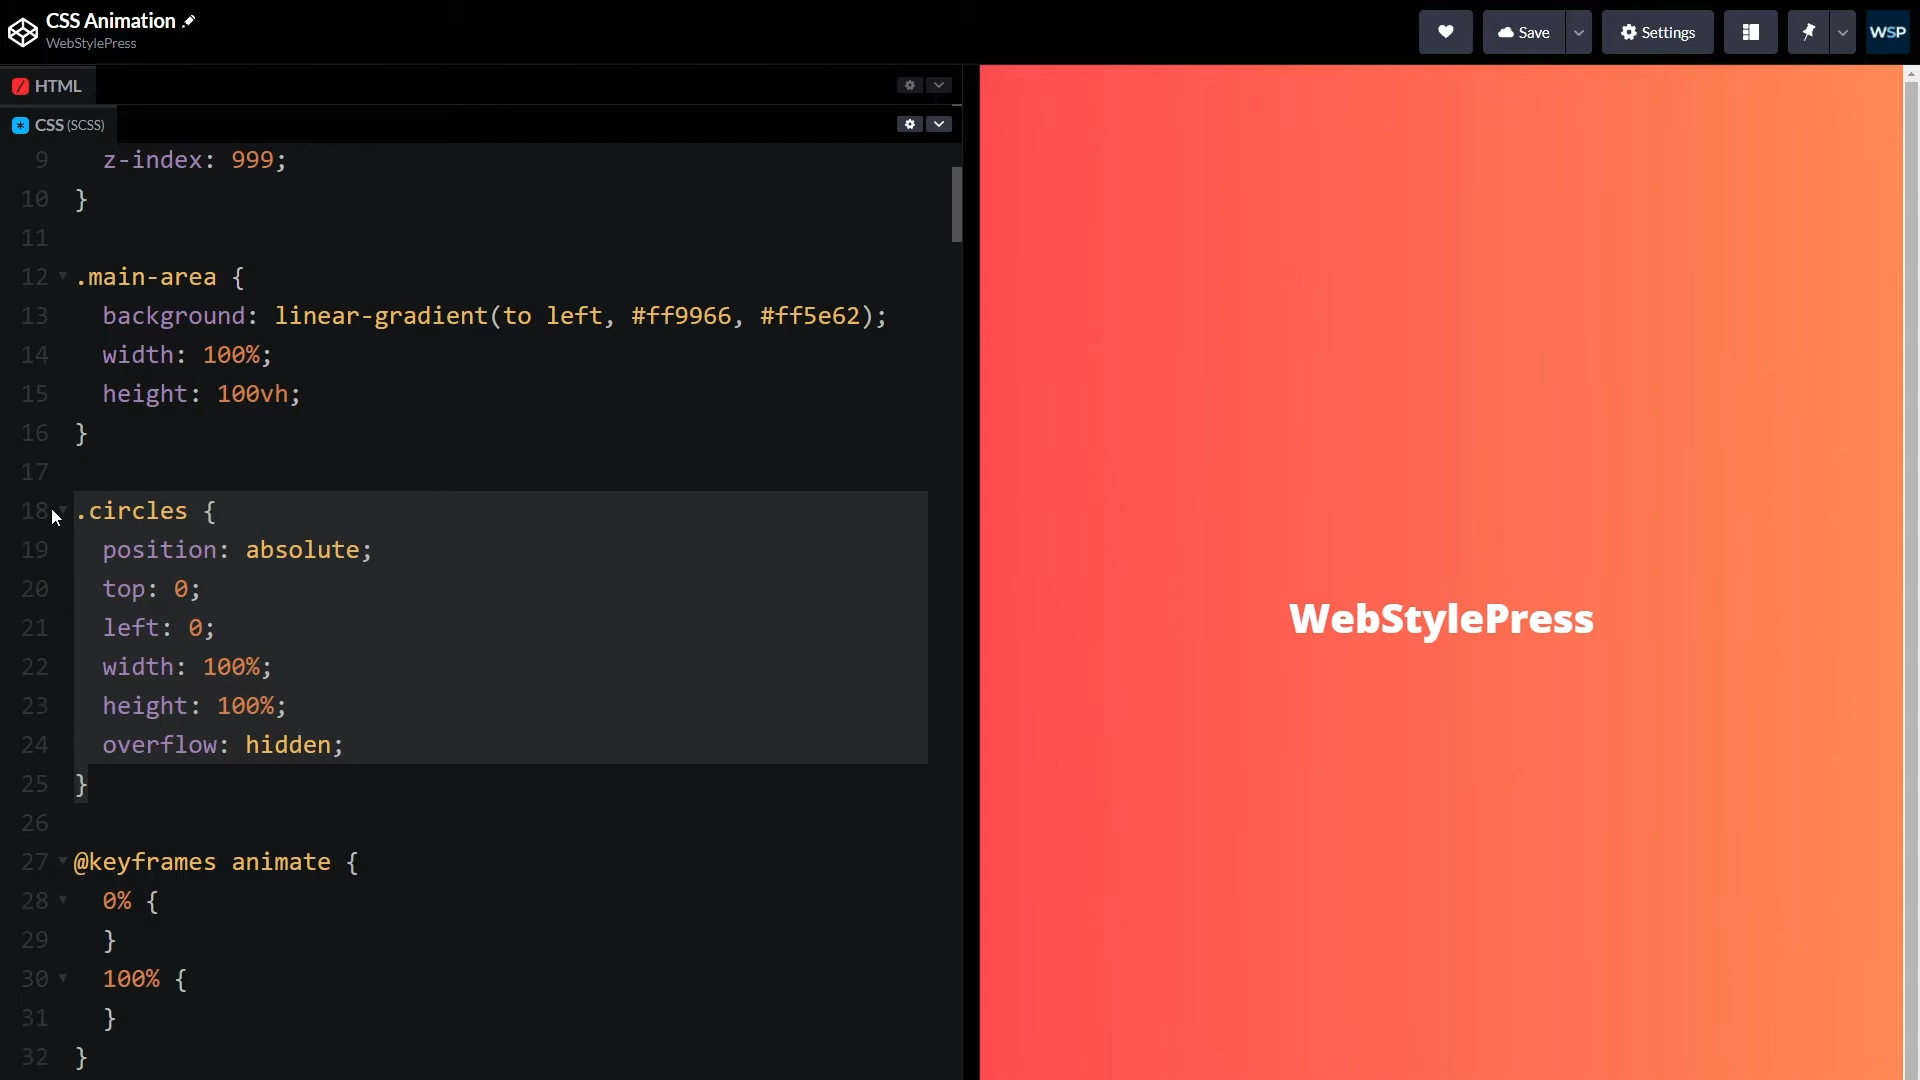 CSS Animation
WebStylePress
Save
Settings
WSP
HTML
CSS (SCSS)
9 z-index: 999;
10 }
11
12 .main-area {
13 background: linear-gradient(to left, #ff9966, #ff5e62);
14 width: 100%;
15 height: 100vh;
16 }
17
18 .circles {
19 position: absolute;
20 top: 0;
21 left: 0;
22 width: 100%;
23 height: 100%;
24 overflow: hidden;
25 }
26
27 @keyframes animate {
28 0% {
29 }
30 100% {
31 }
32 }
WebStylePress